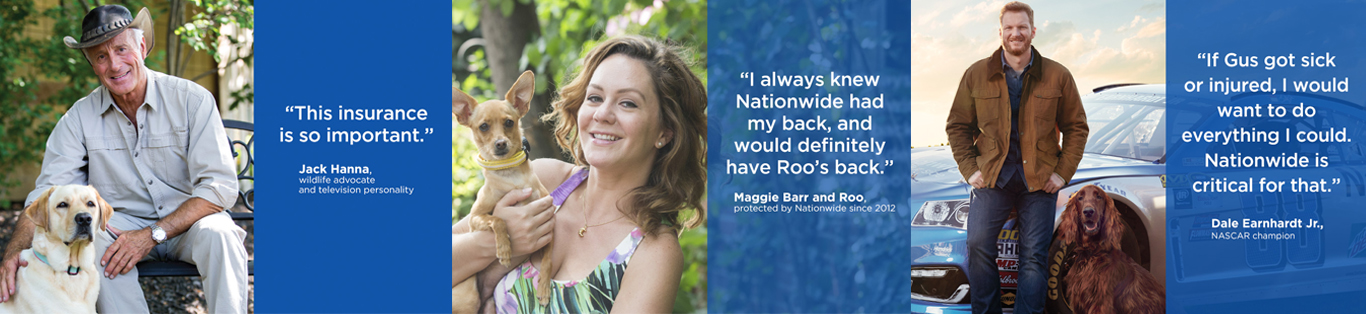 “This insurance
is so important.”
Jack Hanna,
wildlife advocate
and television personality
“I always knew
Nationwide had
my back, and
would definitely
have Roo’s back.”
Maggie Barr and Roo,
protected by Nationwide since 2012
GOOD
“If Gus got sick
or injured, I would
want to do
everything I could.
Nationwide is
critical for that.”
Dale Earnhardt Jr.,
NASCAR champion
88